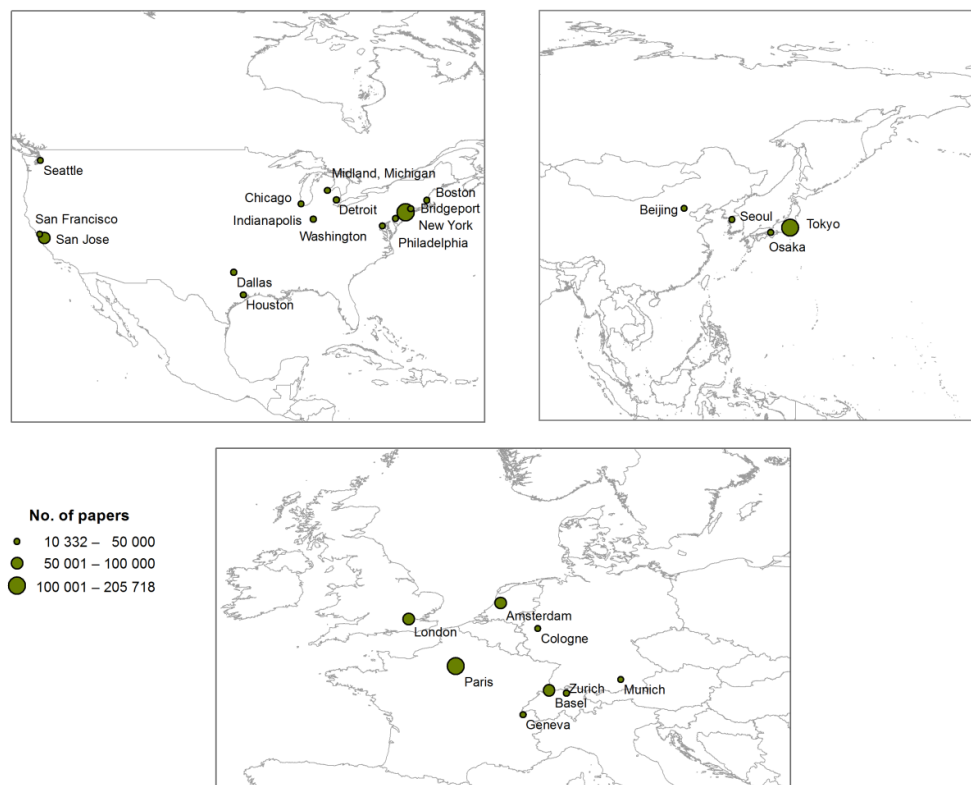 Seattle
Midland, Michigan
Chicago
Boston
Detroit
Bridgeport
San Francisco
Indianapolis
New York
San Jose
Washington
Philadelphia
Dallas
Houston
Beijing
Seoul
Tokyo
Osaka
No. of papers
10 332 – 50 000
50 001 – 100 000
100 001 – 205 718
Amsterdam
London
Cologne
Paris
Zurich
Munich
Basel
Geneva